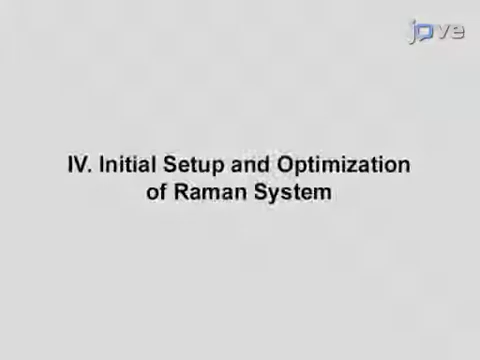 jove
IV. Initial Setup and Optimization
of Raman System